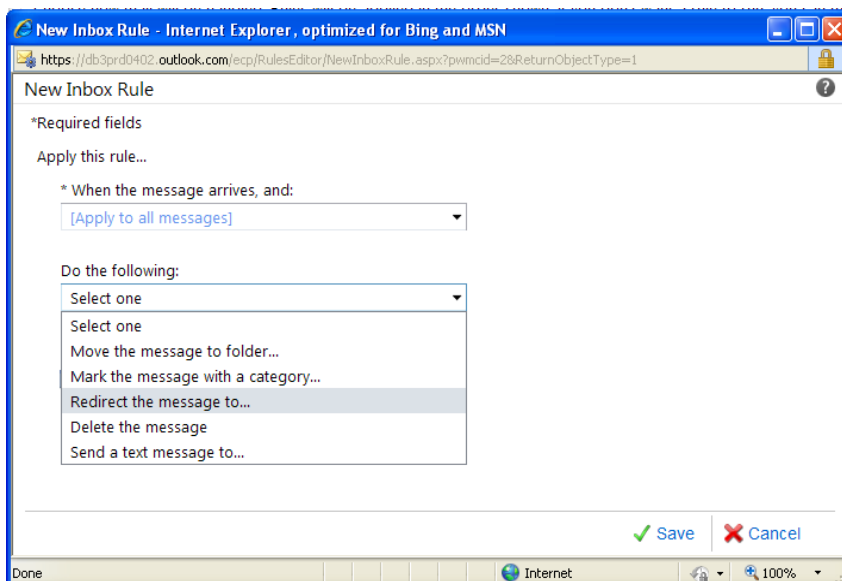 New Inbox Rule - Internet Explorer, optimized for Bing and MSN
https://db3prd0402.outlook.com/ecp/RulesEditor/NewInboxRule.aspx?pwmcid=2&ReturnObjectType=1
New Inbox Rule
*Required fields
Apply this rule...
* When the message arrives, and:
[Apply to all messages]
Do the following:
Select one
Select one
Move the message to folder...
Mark the message with a category...
Redirect the message to...
Delete the message
Send a text message to...
Save Cancel
Done Internet 100%